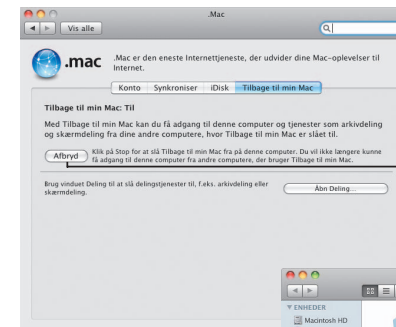 .Mac
Vis alle
.mac
.Mac er den eneste Internettjeneste, der udvider dine Mac-oplevelser til
Internet.
Konto Synkroniser iDisk Tilbage til min Mac
Tilbage til min Mac: Til
Med Tilbage til min Mac kan du få adgang til denne computer og tjenester som arkivdeling
og skærmdeling fra dine andre computere, hvor Tilbage til min Mac er slået til.
Afbryd
Klik på Stop for at slå Tilbage til min Mac fra på denne computer. Du vil ikke længere kunne
få adgang til denne computer fra andre computere, der bruger Tilbage til min Mac.
Brug vinduet Deling til at slå delingstjenester til, f.eks. arkivdeling eller
skærmdeling.
Åbn Deling...
ENHEDER
Macintosh HD